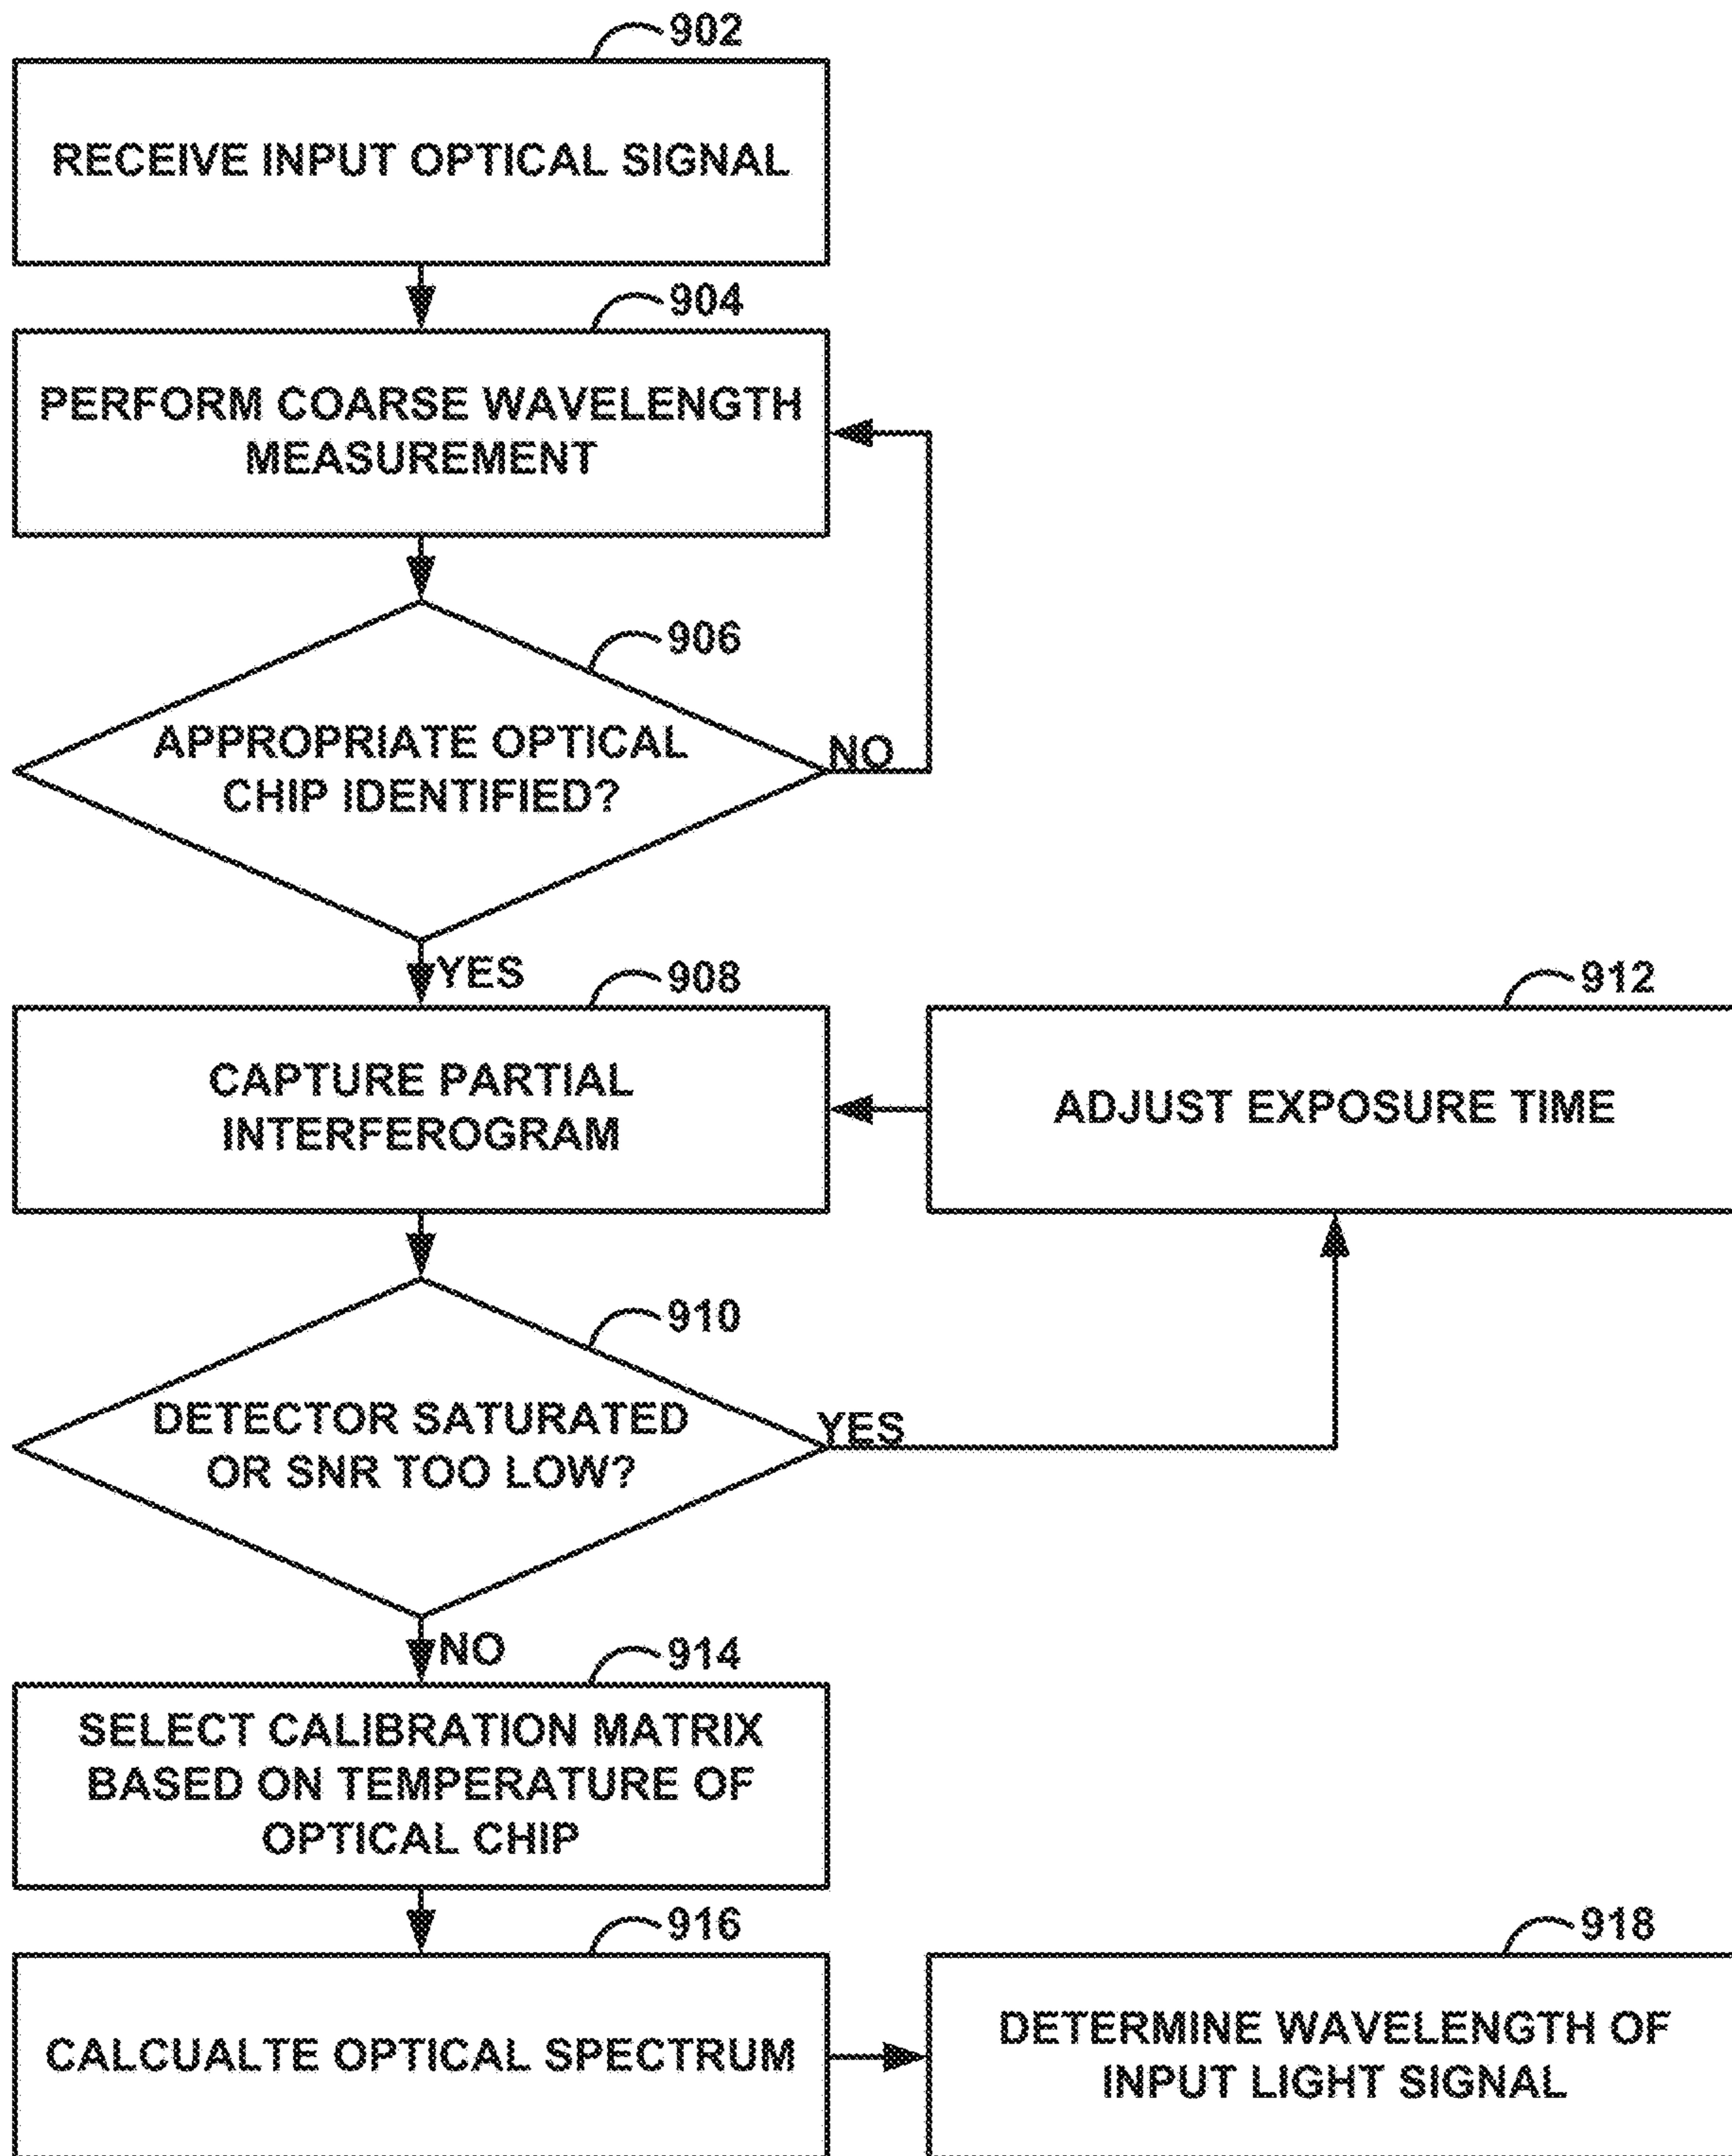 902
RECEIVE INPUT OPTICAL SIGNAL
904
PERFORM COARSE WAVELENGTH
MEASUREMENT
906
APPROPRIATE OPTICAL
CHIP IDENTIFIED?
NO
YES
908
CAPTURE PARTIAL
INTERFEROGRAM
912
ADJUST EXPOSURE TIME
910
DETECTOR SATURATED
OR SNR TOO LOW?
YES
NO
914
SELECT CALIBRATION MATRIX
BASED ON TEMPERATURE OF
OPTICAL CHIP
916
CALCUALTE OPTICAL SPECTRUM
918
DETERMINE WAVELENGTH OF
INPUT LIGHT SIGNAL